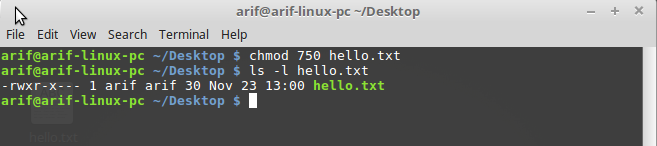 arif@arif-linux-pc ~/Desktop
File Edit View Search Terminal Help
arif@arif-linux-pc ~/Desktop $ chmod 750 hello.txt
arif@arif-linux-pc ~/Desktop $ ls -l hello.txt
-rwxr-x--- 1 arif arif 30 Nov 23 13:00 hello.txt
arif@arif-linux-pc ~/Desktop $
hello.txt